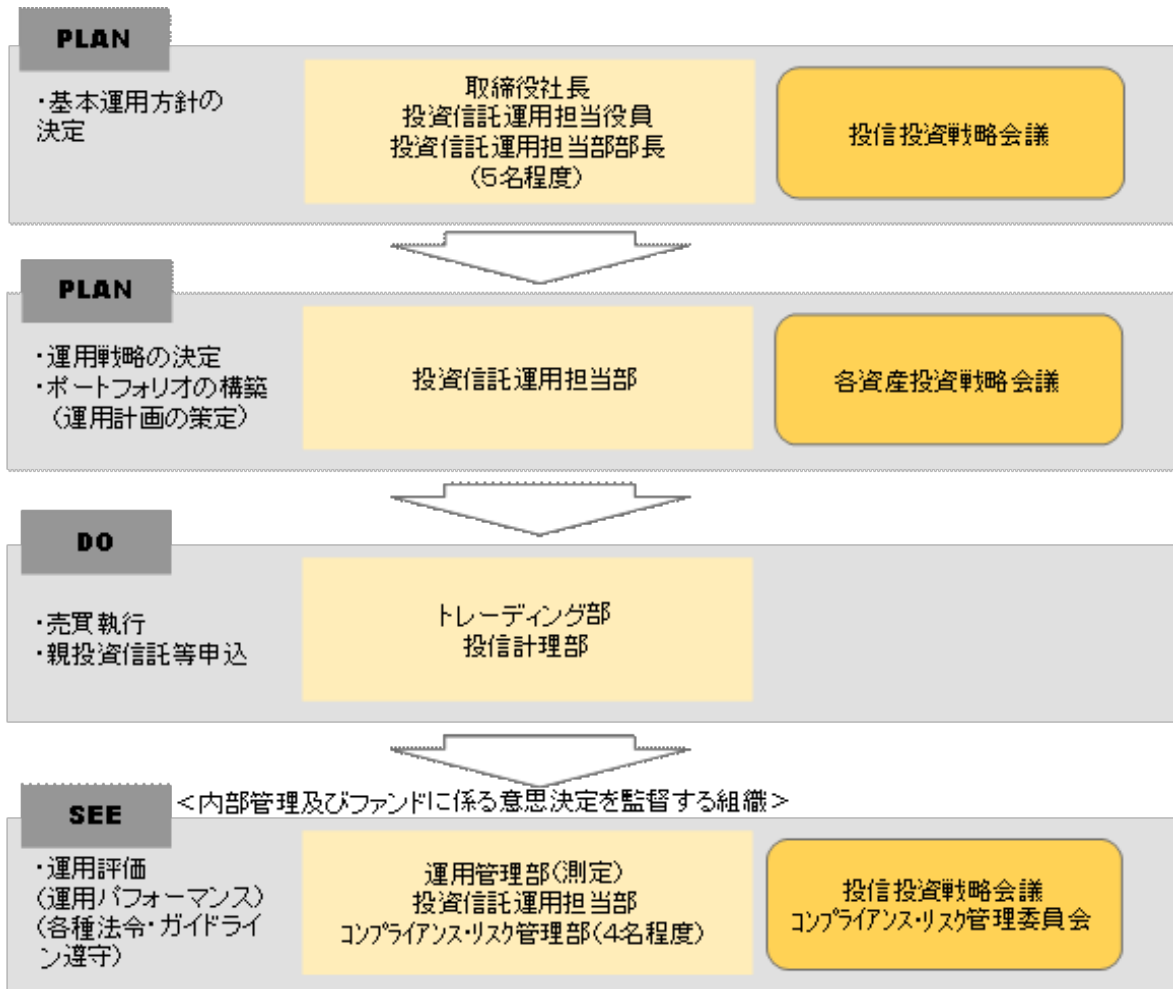 PLAN
・基本運用方針の
決定
取締役社長
投資信託運用担当役員
投資信託運用担当部部長
(5名程度)
投信投資戦略会議
PLAN
・運用戦略の決定
・ポートフォリオの構築
(運用計画の策定)
投資信託運用担当部
各資産投資戦略会議
DO
・売買執行
・親投資信託等申込
トレーディング部
投信計理部
SEE
＜内部管理及びファンドに係る意思決定を監督する組織＞
・運用評価
(運用パフォーマンス)
(各種法令・ガイドライ
ン遵守)
運用管理部(測定)
投資信託運用担当部
コンプライアンス・リスク管理部(4名程度)
投信投資戦略会議
コンプライアンス・リスク管理委員会